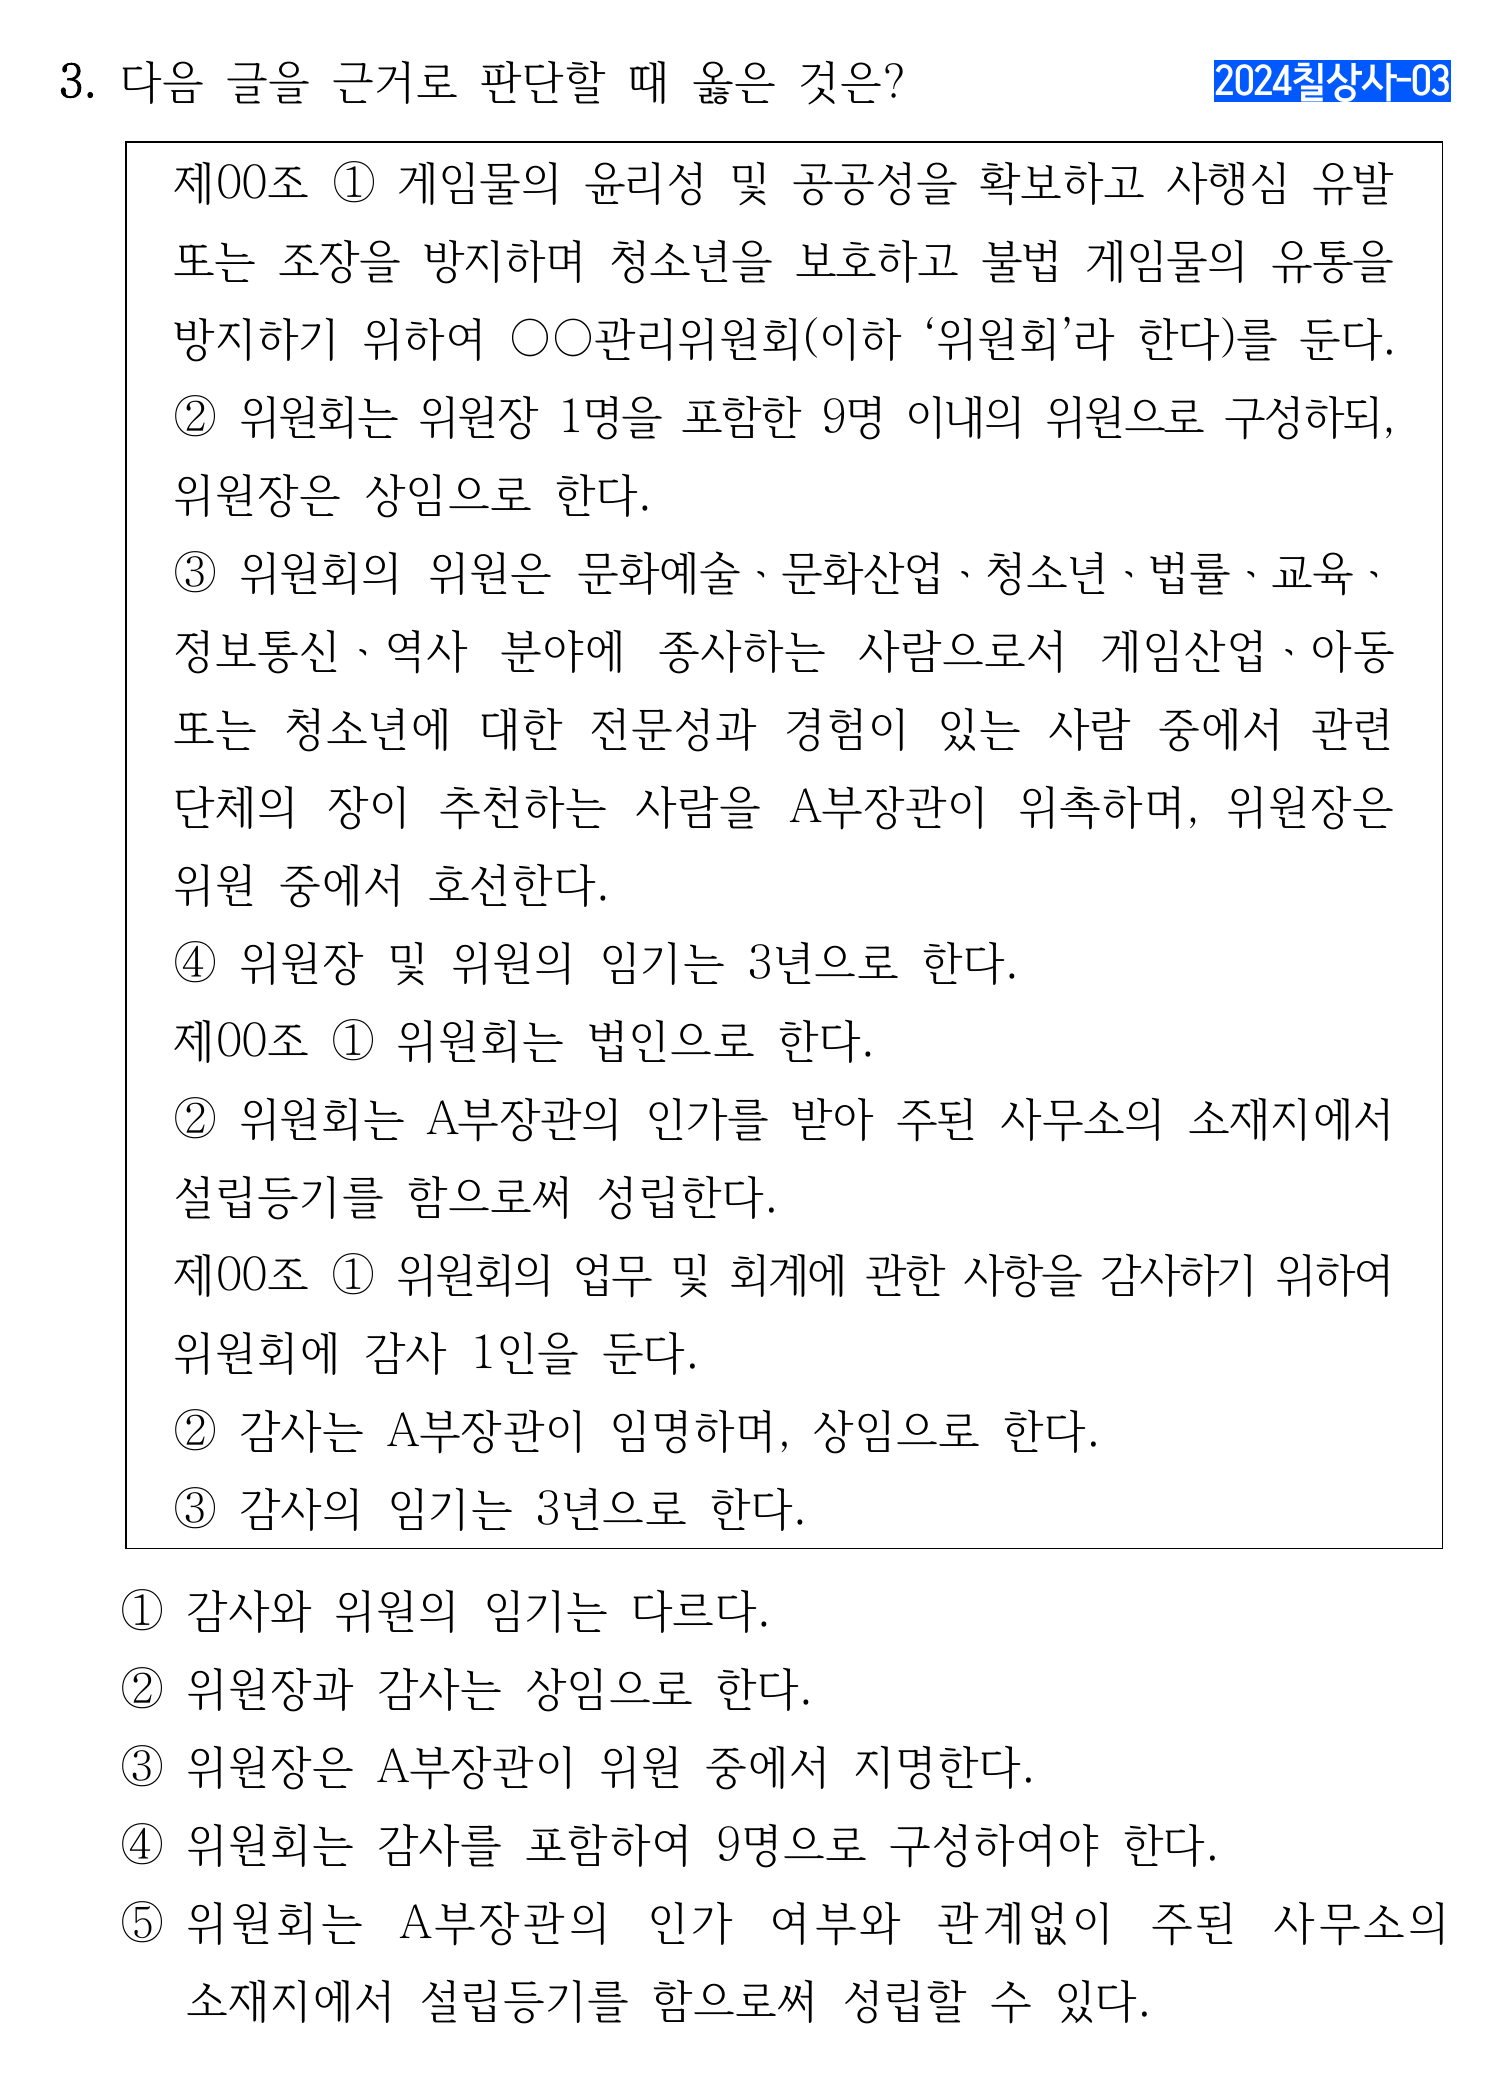 3. 다음 글을 근거로 판단할 때 옳은 것은?
2024칠상사-03
제00조 ① 게임물의 윤리성 및 공공성을 확보하고 사행심 유발
또는 조장을 방지하며 청소년을 보호하고 불법 게임물의 유통을
방지하기 위하여 ○○관리위원회(이하 ‘위원회’라 한다)를 둔다.
② 위원회는 위원장 1명을 포함한 9명 이내의 위원으로 구성하되,
위원장은 상임으로 한다.
③ 위원회의 위원은 문화예술ㆍ문화산업ㆍ청소년ㆍ법률ㆍ교육ㆍ
정보통신ㆍ역사 분야에 종사하는 사람으로서 게임산업ㆍ아동
또는 청소년에 대한 전문성과 경험이 있는 사람 중에서 관련
단체의 장이 추천하는 사람을 A부장관이 위촉하며, 위원장은
위원 중에서 호선한다.
④ 위원장 및 위원의 임기는 3년으로 한다.
제00조 ① 위원회는 법인으로 한다.
② 위원회는 A부장관의 인가를 받아 주된 사무소의 소재지에서
설립등기를 함으로써 성립한다.
제00조 ① 위원회의 업무 및 회계에 관한 사항을 감사하기 위하여
위원회에 감사 1인을 둔다.
② 감사는 A부장관이 임명하며, 상임으로 한다.
③ 감사의 임기는 3년으로 한다.
① 감사와 위원의 임기는 다르다.
② 위원장과 감사는 상임으로 한다.
③ 위원장은 A부장관이 위원 중에서 지명한다.
④ 위원회는 감사를 포함하여 9명으로 구성하여야 한다.
⑤ 위원회는 A부장관의 인가 여부와 관계없이 주된 사무소의
소재지에서 설립등기를 함으로써 성립할 수 있다.